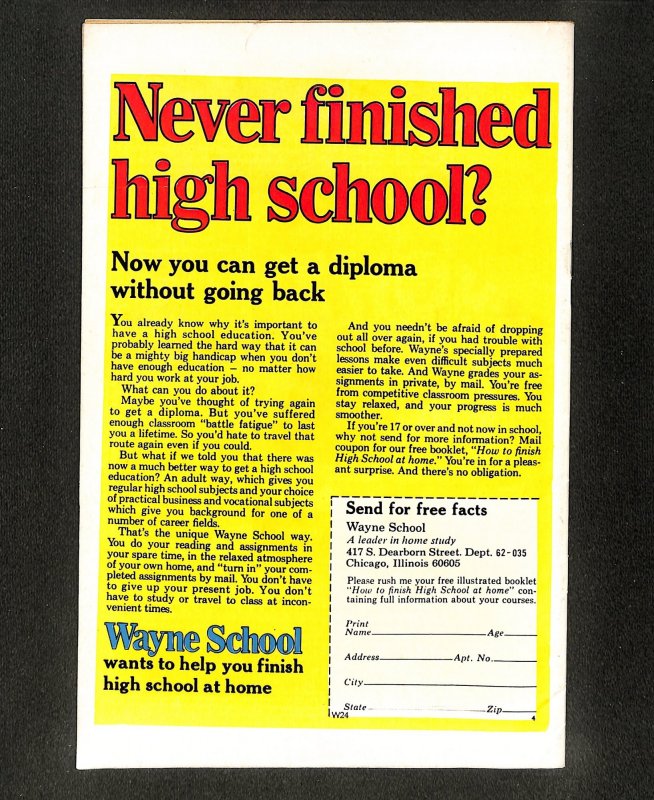 Never finished
high school?
Now you can get a diploma
without going back
You already know why it's important to
have a high school education. You've
probably learned the hard way that it can
be a mighty big handicap when you don't
have enough education – no matter how
hard you work at your job.
What can you do about it?
Maybe you've thought of trying again
to get a diploma. But you've suffered
enough classroom "battle fatigue" to last
you a lifetime. So you'd hate to travel that
route again even if you could.
But what if we told you that there was
now a much better way to get a high school
education? An adult way, which gives you
regular high school subjects and your choice
of practical business and vocational subjects
which give you background for one of a
number of career fields.
That's the unique Wayne School way.
You do your reading and assignments in
your spare time, in the relaxed atmosphere
of your own home, and "turn in" your com-
pleted assignments by mail. You don't have
to give up your present job. You don't
have to study or travel to class at incon-
venient times.
Wayne School
wants to help you finish
high school at home
And you needn't be afraid of dropping
out all over again, if you had trouble with
school before. Wayne's specially prepared
lessons make even difficult subjects much
easier to take. And Wayne grades your as-
signments in private, by mail. You're free
from competitive classroom pressures. You
stay relaxed, and your progress is much
smoother.
If you're 17 or over and not now in school,
why not send for more information? Mail
coupon for our free booklet, "How to finish
High School at home." You're in for a pleas-
ant surprise. And there's no obligation.
Send for free facts
Wayne School
A leader in home study
417 S. Dearborn Street. Dept. 62-035
Chicago, Illinois 60605
Please rush me your free illustrated booklet
"How to finish High School at home" con-
taining full information about your courses.
Print
Name Age
Address Apt. No.
City
State Zip
W24 4